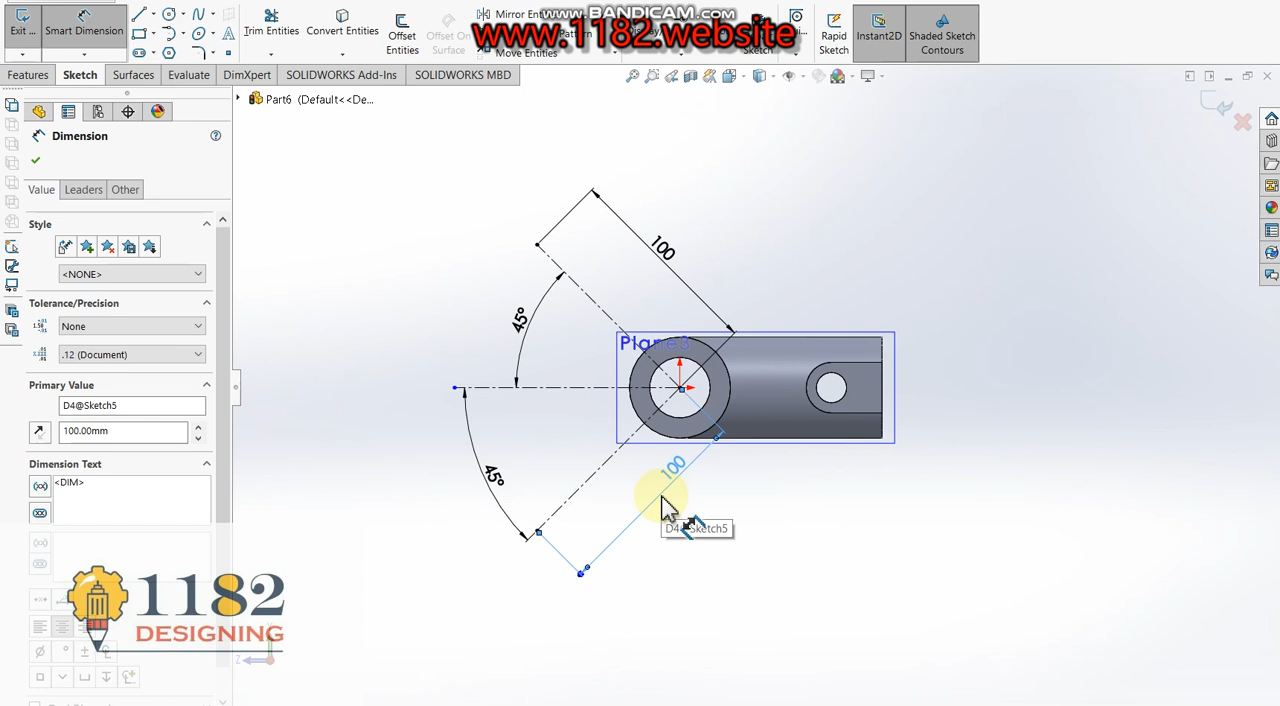 www.BANDICAM.com
www.1182.website
Exit ...
Smart Dimension
Trim Entities
Convert Entities
Offset Entities
Offset On Surface
Mirror Entities
Move Entities
Rapid Sketch
Instant2D
Shaded Sketch Contours
Features
Sketch
Surfaces
Evaluate
DimXpert
SOLIDWORKS Add-Ins
SOLIDWORKS MBD
Part6 (Default<<De...
Dimension
Value
Leaders
Other
Style
<NONE>
Tolerance/Precision
None
.12 (Document)
Primary Value
D4@Sketch5
100.00mm
Dimension Text
<DIM>
100
45°
Plane3
45°
100
1182
DESIGNING
Z